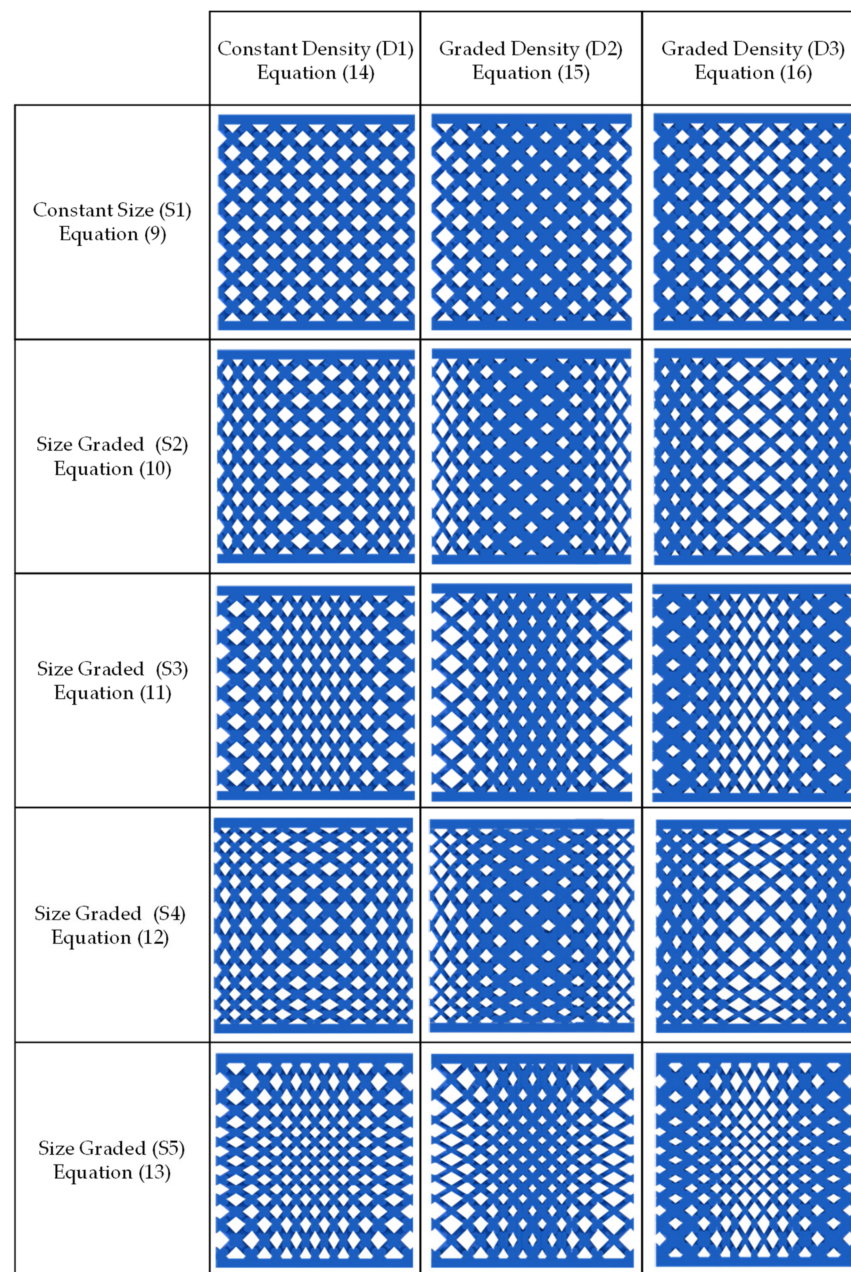 Constant Density (D1)
Equation (14)
Graded Density (D2)
Equation (15)
Graded Density (D3)
Equation (16)
Constant Size (S1)
Equation (9)
Size Graded (S2)
Equation (10)
Size Graded (S3)
Equation (11)
Size Graded (S4)
Equation (12)
Size Graded (S5)
Equation (13)